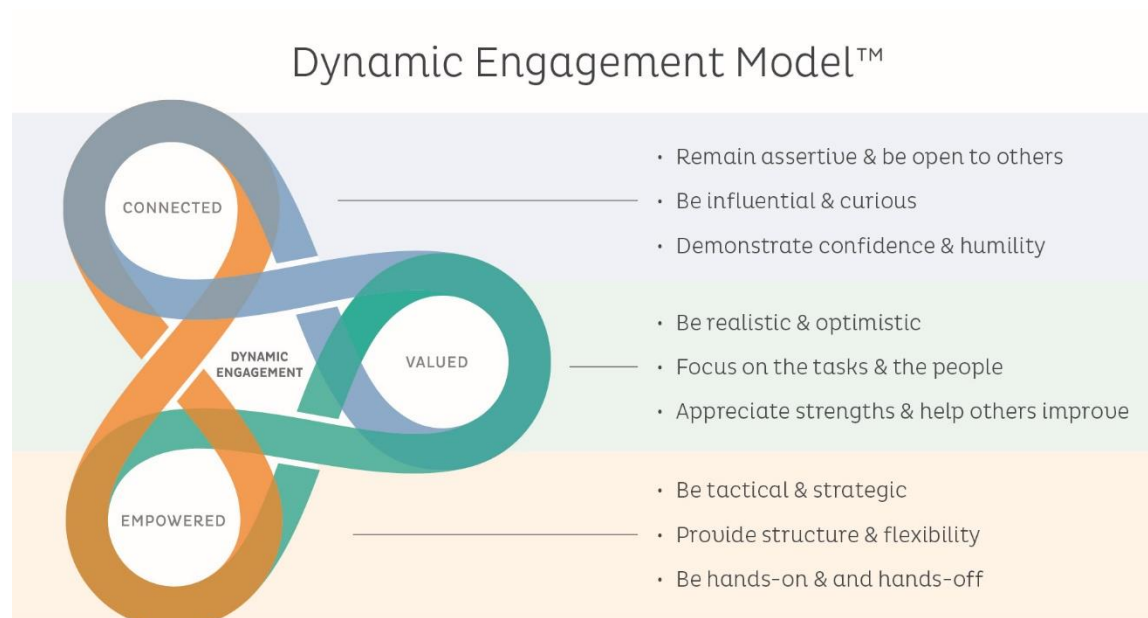 Dynamic Engagement Model™
CONNECTED
• Remain assertive & be open to others
• Be influential & curious
• Demonstrate confidence & humility
DYNAMIC
ENGAGEMENT
VALUED
• Be realistic & optimistic
• Focus on the tasks & the people
• Appreciate strengths & help others improve
EMPOWERED
• Be tactical & strategic
• Provide structure & flexibility
• Be hands-on & and hands-off